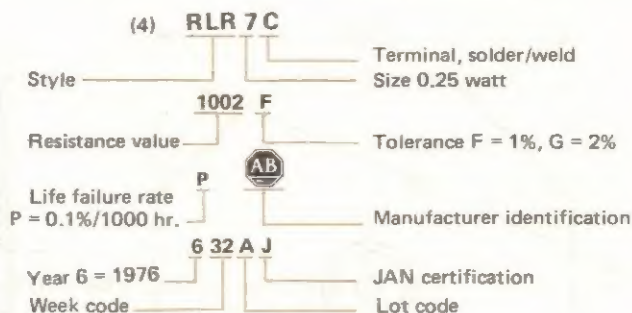 (4) RLR 7 C
Terminal, solder/weld
Style
Size 0.25 watt
1002 F
Resistance value
Tolerance F = 1%, G = 2%
P
AB
Life failure rate
P = 0.1%/1000 hr.
Manufacturer identification
6 32 A J
Year 6 = 1976
JAN certification
Week code
Lot code